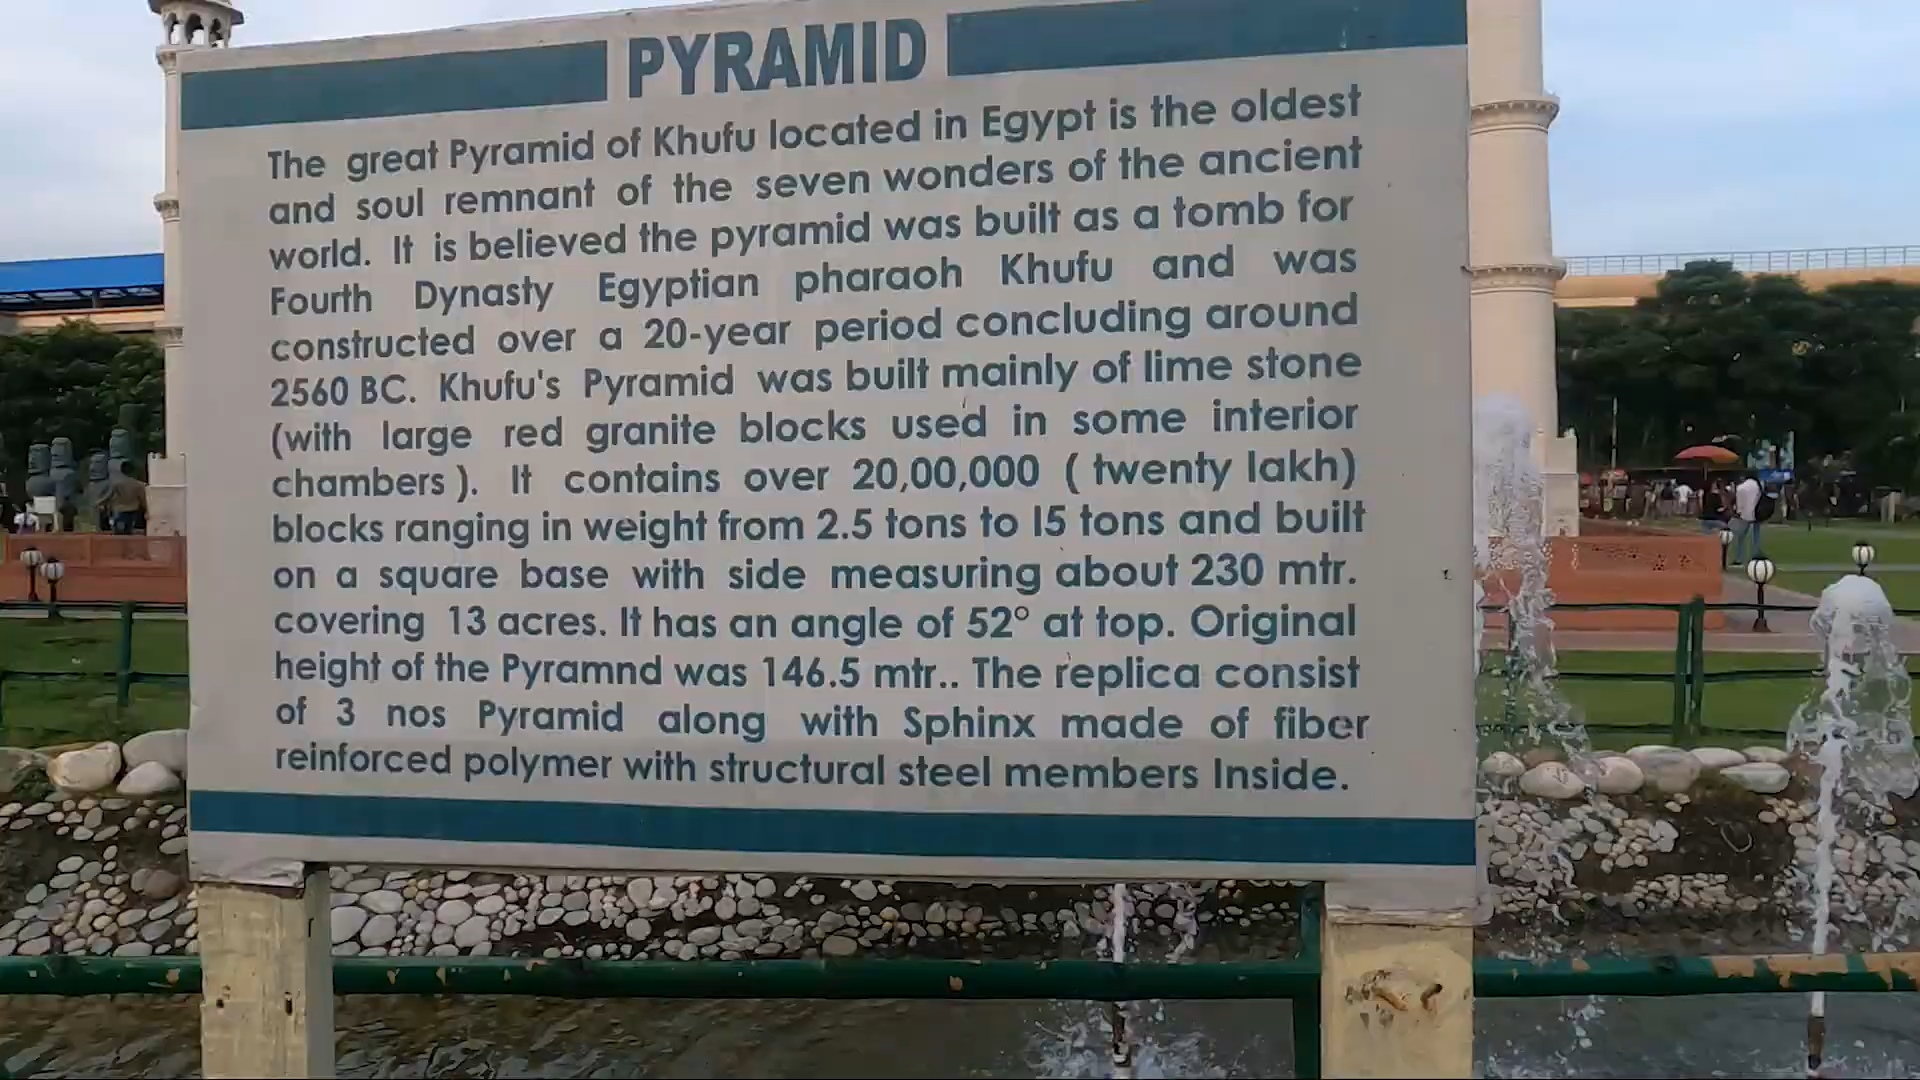 PYRAMID
The great Pyramid of Khufu located in Egypt is the oldest
and soul remnant of the seven wonders of the ancient
world. It is believed the pyramid was built as a tomb for
Fourth Dynasty Egyptian pharaoh Khufu and was
constructed over a 20-year period concluding around
2560 BC. Khufu's Pyramid was built mainly of lime stone
(with large red granite blocks used in some interior
chambers ). It contains over 20,00,000 ( twenty lakh)
blocks ranging in weight from 2.5 tons to I5 tons and built
on a square base with side measuring about 230 mtr.
covering 13 acres. It has an angle of 52° at top. Original
height of the Pyramnd was 146.5 mtr.. The replica consist
of 3 nos Pyramid along with Sphinx made of fiber
reinforced polymer with structural steel members Inside.